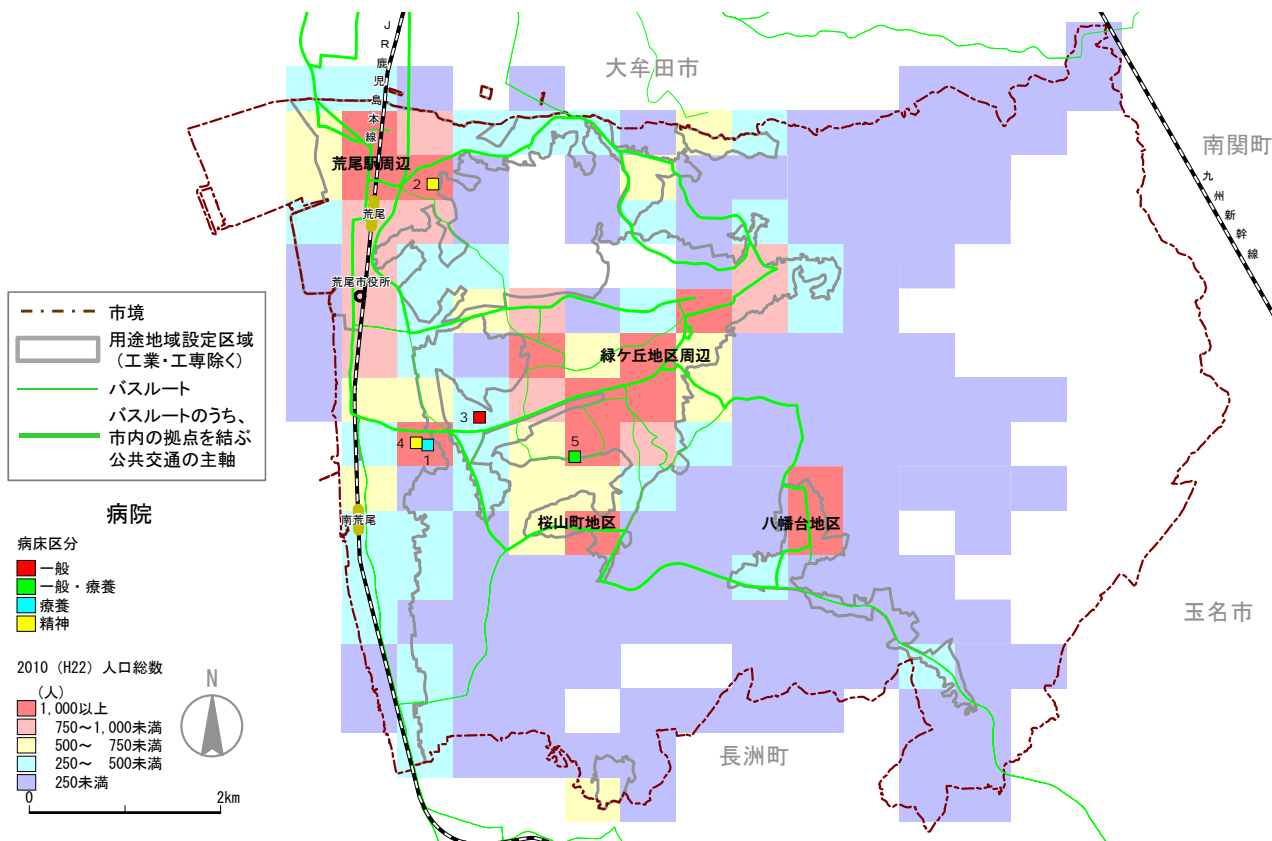 JR鹿児島本線
大牟田市
南関町
九州新幹線
荒尾駅周辺
2
荒尾
荒尾市役所
市境
用途地域設定区域
（工業・工専除く）
バスルート
バスルートのうち、
市内の拠点を結ぶ
公共交通の主軸
緑ケ丘地区周辺
3
4
1
5
病院
南荒尾
桜山町地区
八幡台地区
病床区分
一般
一般・療養
療養
精神
玉名市
2010（H22）人口総数
（人）
1,000以上
750～1,000未満
500～ 750未満
250～ 500未満
250未満
N
0 2km
長洲町